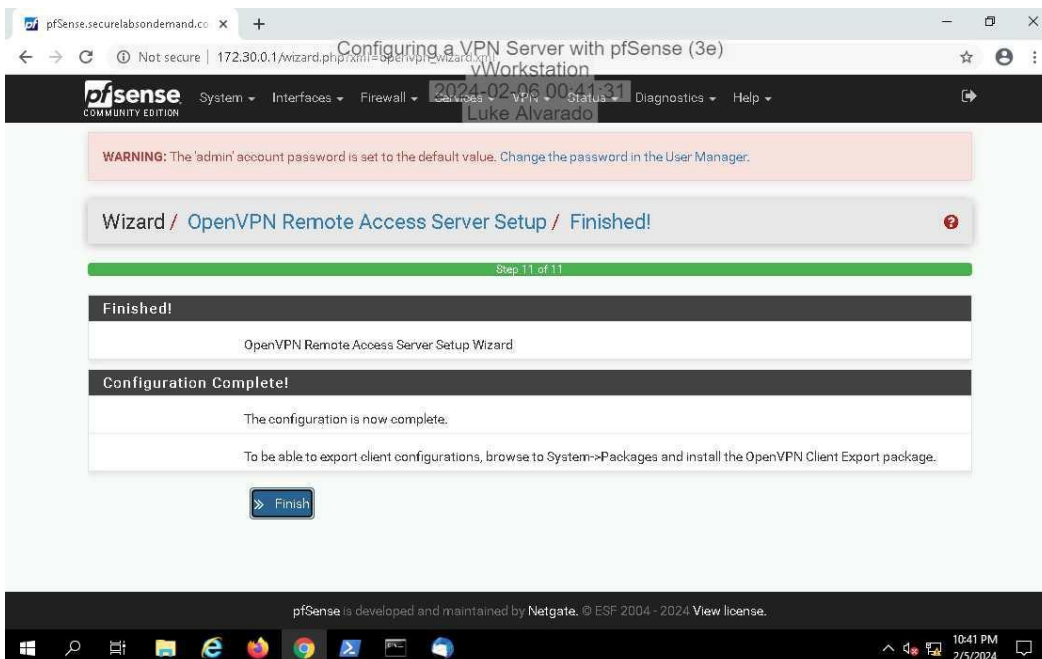 pfSense.securelabsondemand.co
Not secure | 172.30.0.1/wizard.php?xml=openvpn_wizard.xml
Configuring a VPN Server with pfSense (3e)
vWorkstation
2024-02-06 00:41:31
Luke Alvarado
pfsense System Interfaces Firewall Services VPN Status Diagnostics Help
COMMUNITY EDITION
WARNING: The 'admin' account password is set to the default value. Change the password in the User Manager.
Wizard / OpenVPN Remote Access Server Setup / Finished!
Step 11 of 11
Finished!
OpenVPN Remote Access Server Setup Wizard
Configuration Complete!
The configuration is now complete.
To be able to export client configurations, browse to System->Packages and install the OpenVPN Client Export package.
Finish
pfSense is developed and maintained by Netgate. © ESF 2004 - 2024 View license.
10:41 PM
2/5/2024